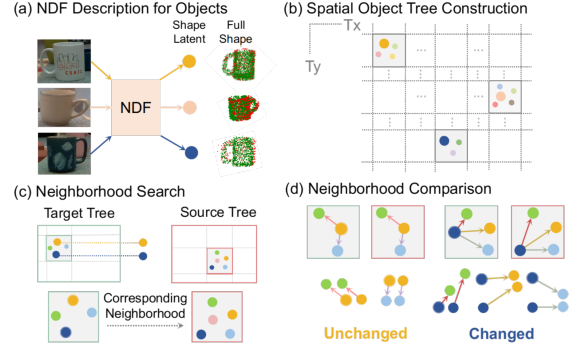 (a) NDF Description for Objects
Shape
Latent
Full
Shape
NDF
(b) Spatial Object Tree Construction
Tx
Ty
...
...
...
...
(c) Neighborhood Search
Target Tree
Source Tree
Corresponding
Neighborhood
(d) Neighborhood Comparison
Unchanged
Changed